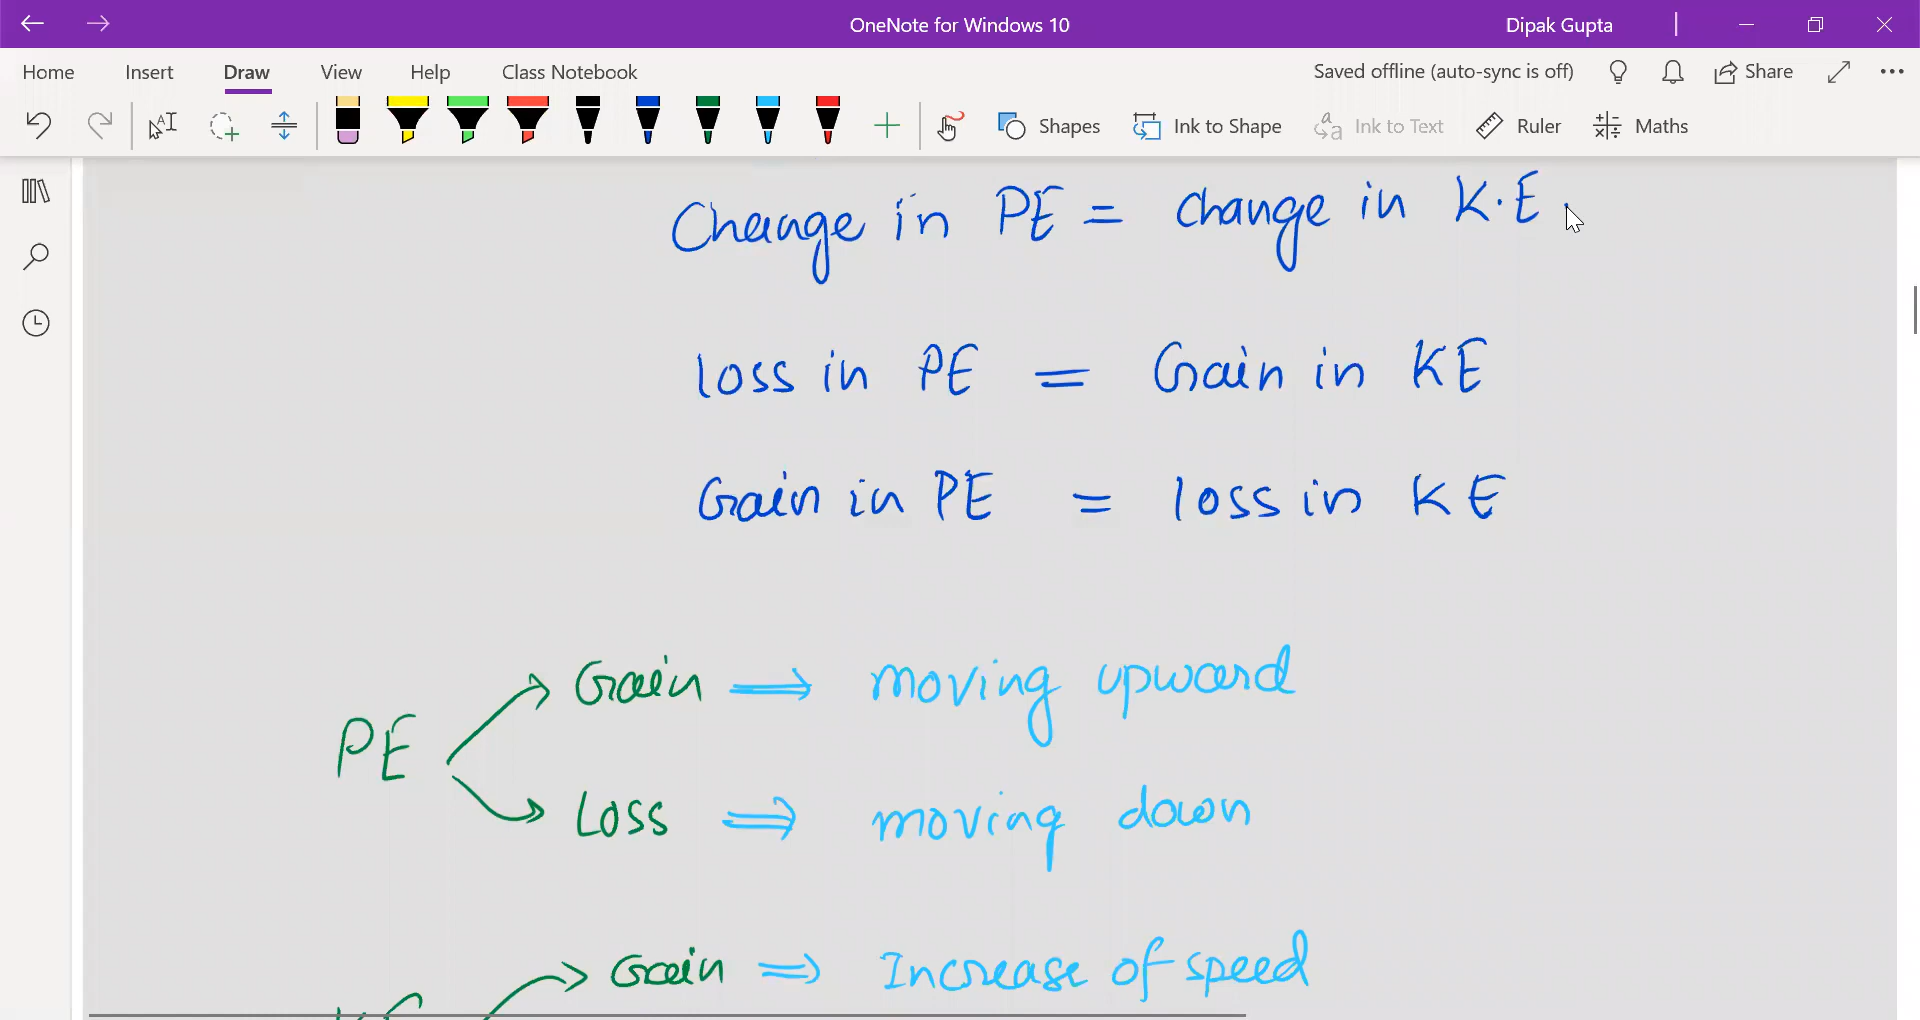 OneNote for Windows 10
Dipak Gupta
Home Insert Draw View Help Class Notebook
Saved offline (auto-sync is off) Share
Shapes Ink to Shape Ink to Text Ruler Maths
Change in PE = change in K.E.
loss in PE = Gain in KE
Gain in PE = loss in KE
Gain ⟹ moving upward
PE
Loss ⟹ moving down
Gain ⟹ Increase of speed